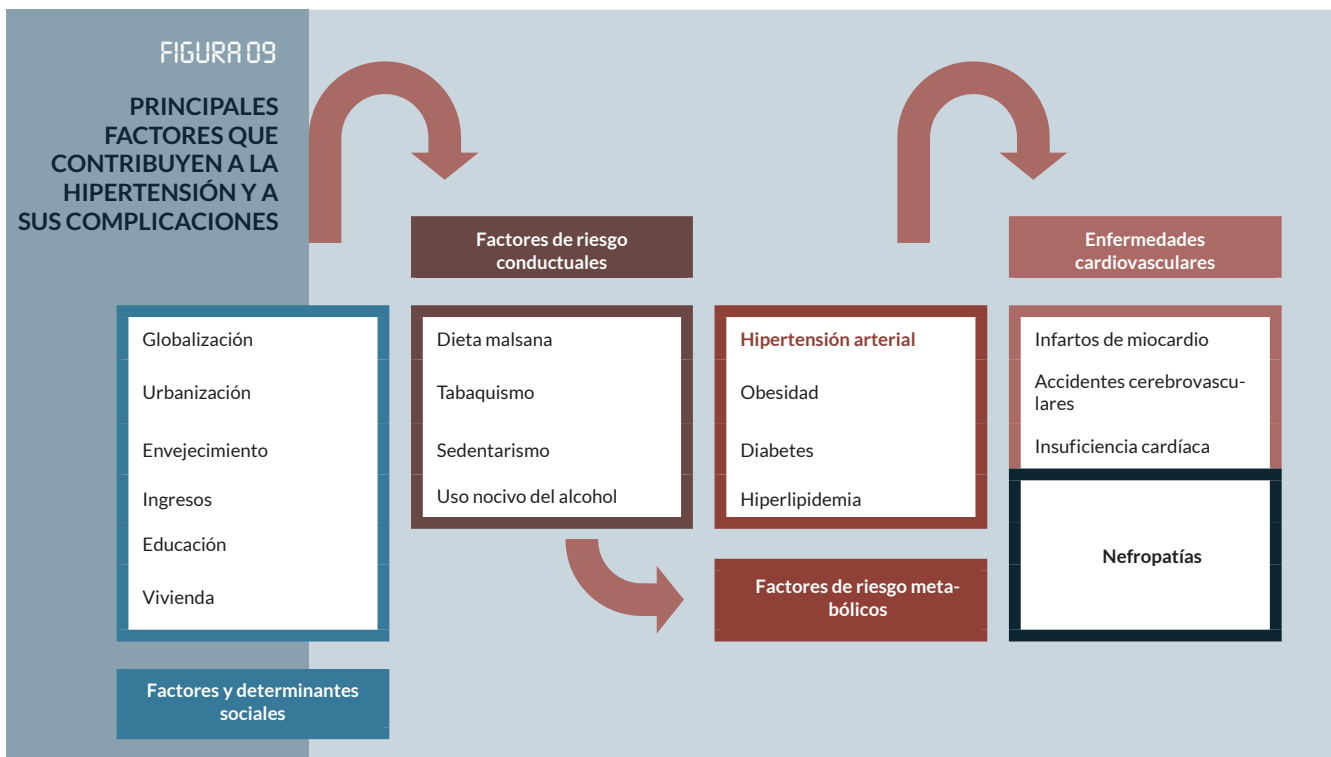 FIGURA 09
PRINCIPALES
FACTORES QUE
CONTRIBUYEN A LA
HIPERTENSIÓN Y A
SUS COMPLICACIONES
Globalización
Urbanización
Envejecimiento
Ingresos
Educación
Vivienda
Factores y determinantes
sociales
Factores de riesgo
conductuales
Dieta malsana
Tabaquismo
Sedentarismo
Uso nocivo del alcohol
Hipertensión arterial
Obesidad
Diabetes
Hiperlipidemia
Factores de riesgo meta-
bólicos
Enfermedades
cardiovasculares
Infartos de miocardio
Accidentes cerebrovascu-
lares
Insuficiencia cardíaca
Nefropatías